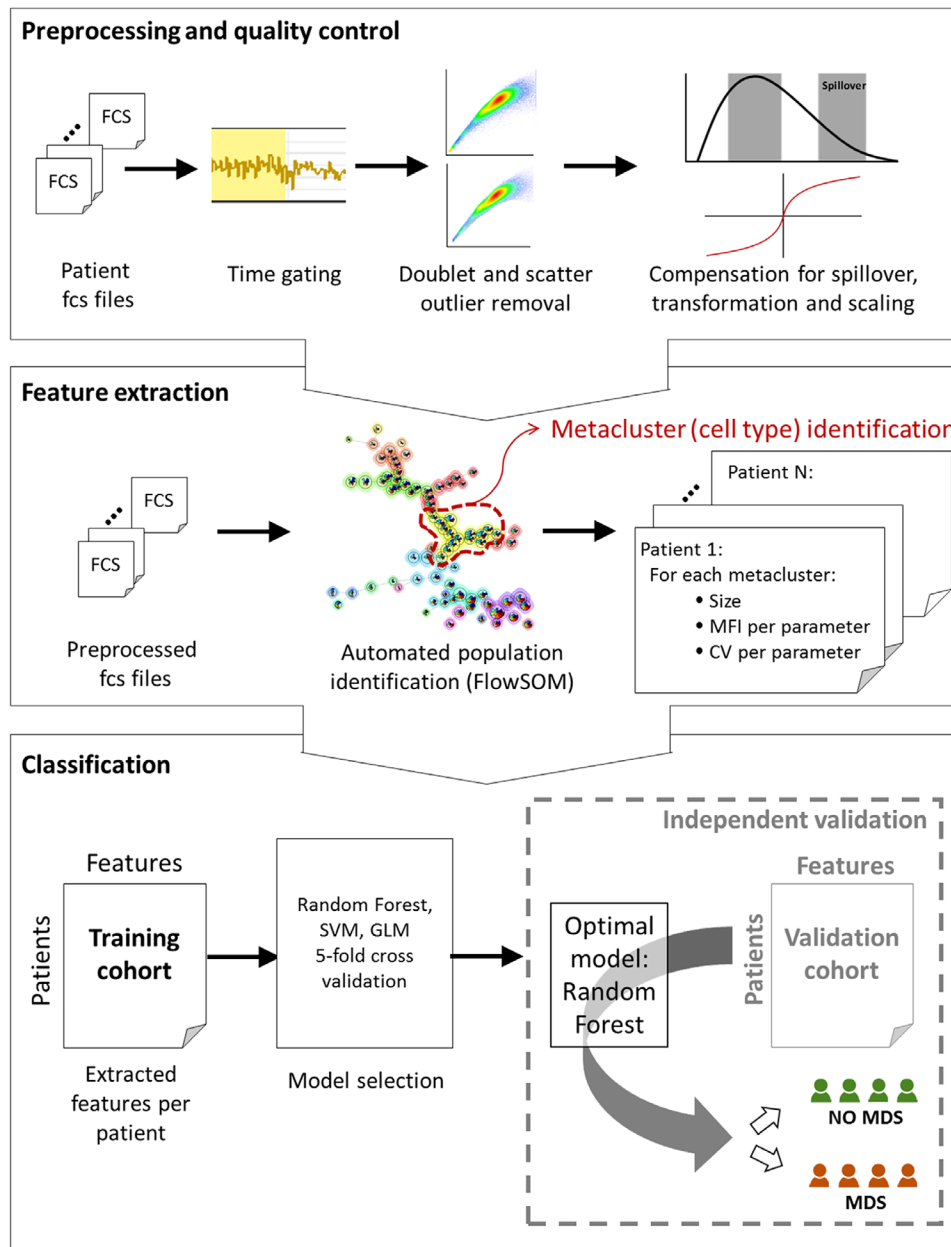 Preprocessing and quality control
FCS
FCS
Spillover
Patient
fcs files
Time gating
Doublet and scatter
outlier removal
Compensation for spillover,
transformation and scaling
Feature extraction
Metacluster (cell type) identification
FCS
FCS
Patient N:
Patient 1:
For each metacluster:
• Size
• MFI per parameter
• CV per parameter
Preprocessed
fcs files
Automated population
identification (FlowSOM)
Classification
Independent validation
Features
Patients
Training
cohort
Extracted
features per
patient
Random Forest,
SVM, GLM
5-fold cross
validation
Model selection
Optimal
model:
Random
Forest
Features
Patients
Validation
cohort
NO MDS
MDS